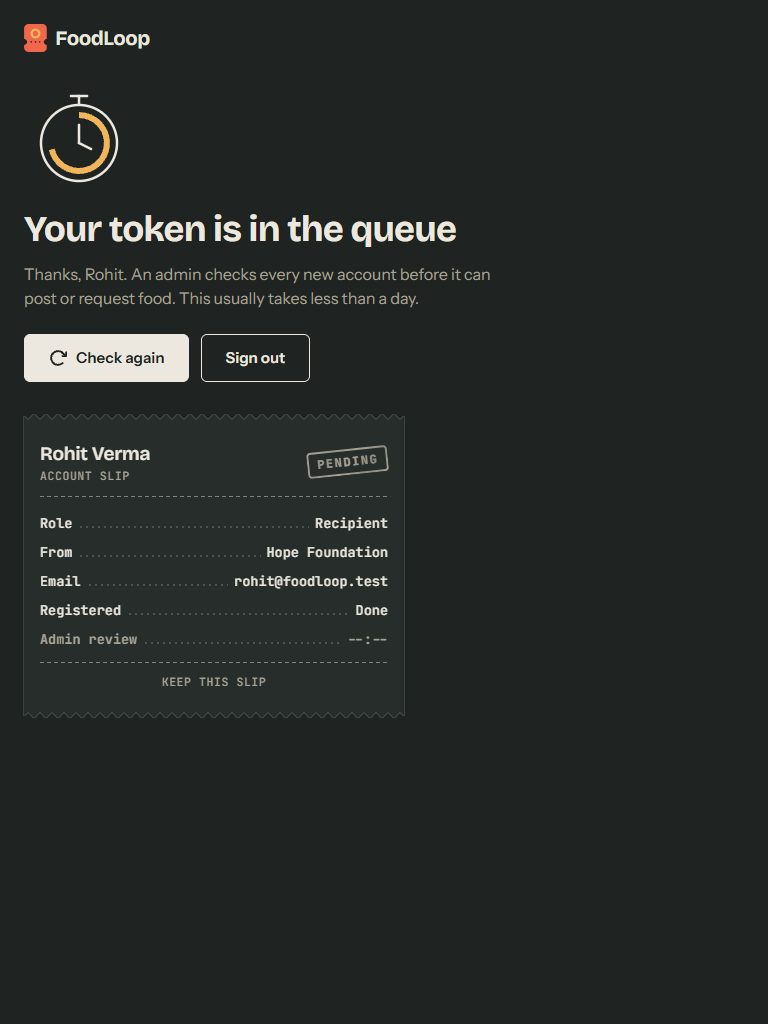 FoodLoop
Your token is in the queue
Thanks, Rohit. An admin checks every new account before it can
post or request food. This usually takes less than a day.
Check again
Sign out
Rohit Verma
ACCOUNT SLIP
PENDING
Role Recipient
From Hope Foundation
Email rohit@foodloop.test
Registered Done
Admin review --:--
KEEP THIS SLIP